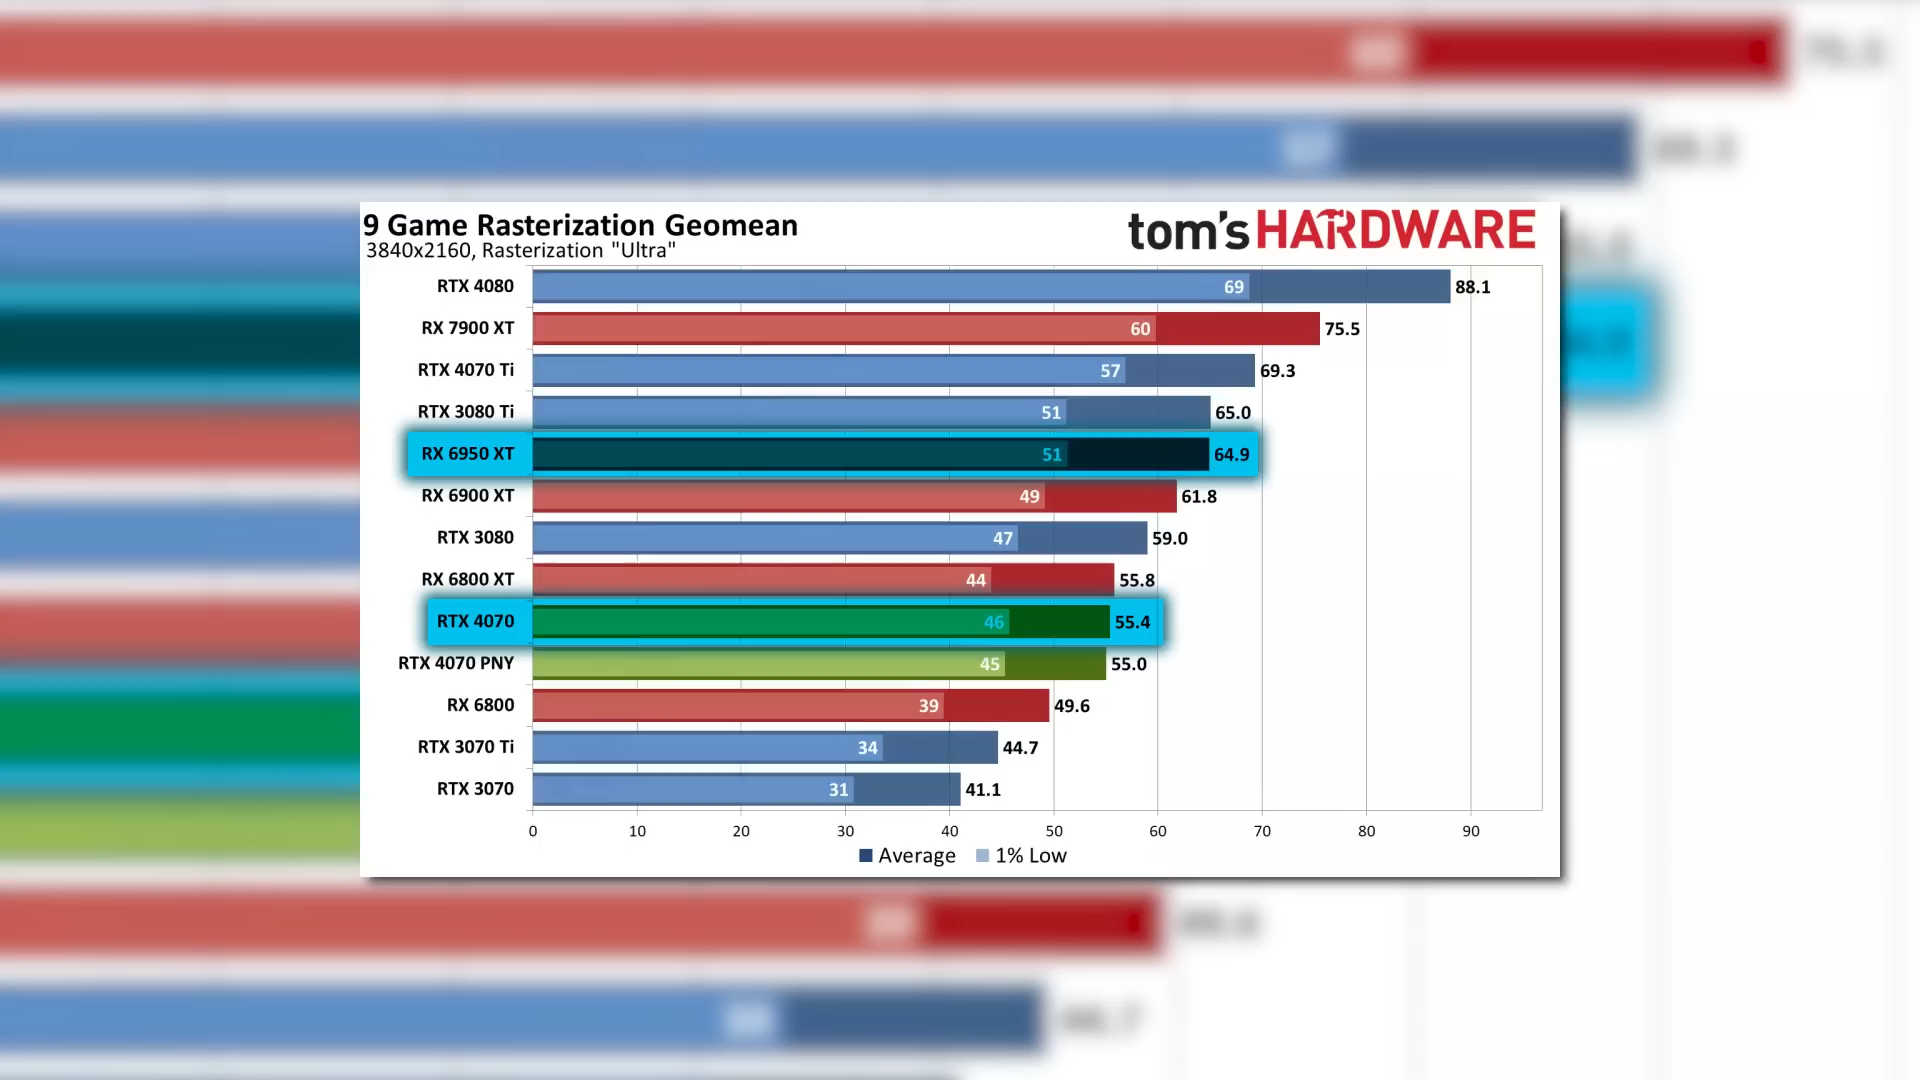 9 Game Rasterization Geomean
tom'sHARDWARE
3840x2160, Rasterization "Ultra"
RTX 4080 69 88.1
RX 7900 XT 60 75.5
RTX 4070 Ti 57 69.3
RTX 3080 Ti 51 65.0
RX 6950 XT 51 64.9
RX 6900 XT 49 61.8
RTX 3080 47 59.0
RX 6800 XT 44 55.8
RTX 4070 46 55.4
RTX 4070 PNY 45 55.0
RX 6800 39 49.6
RTX 3070 Ti 34 44.7
RTX 3070 31 41.1
0 10 20 30 40 50 60 70 80 90
Average 1% Low